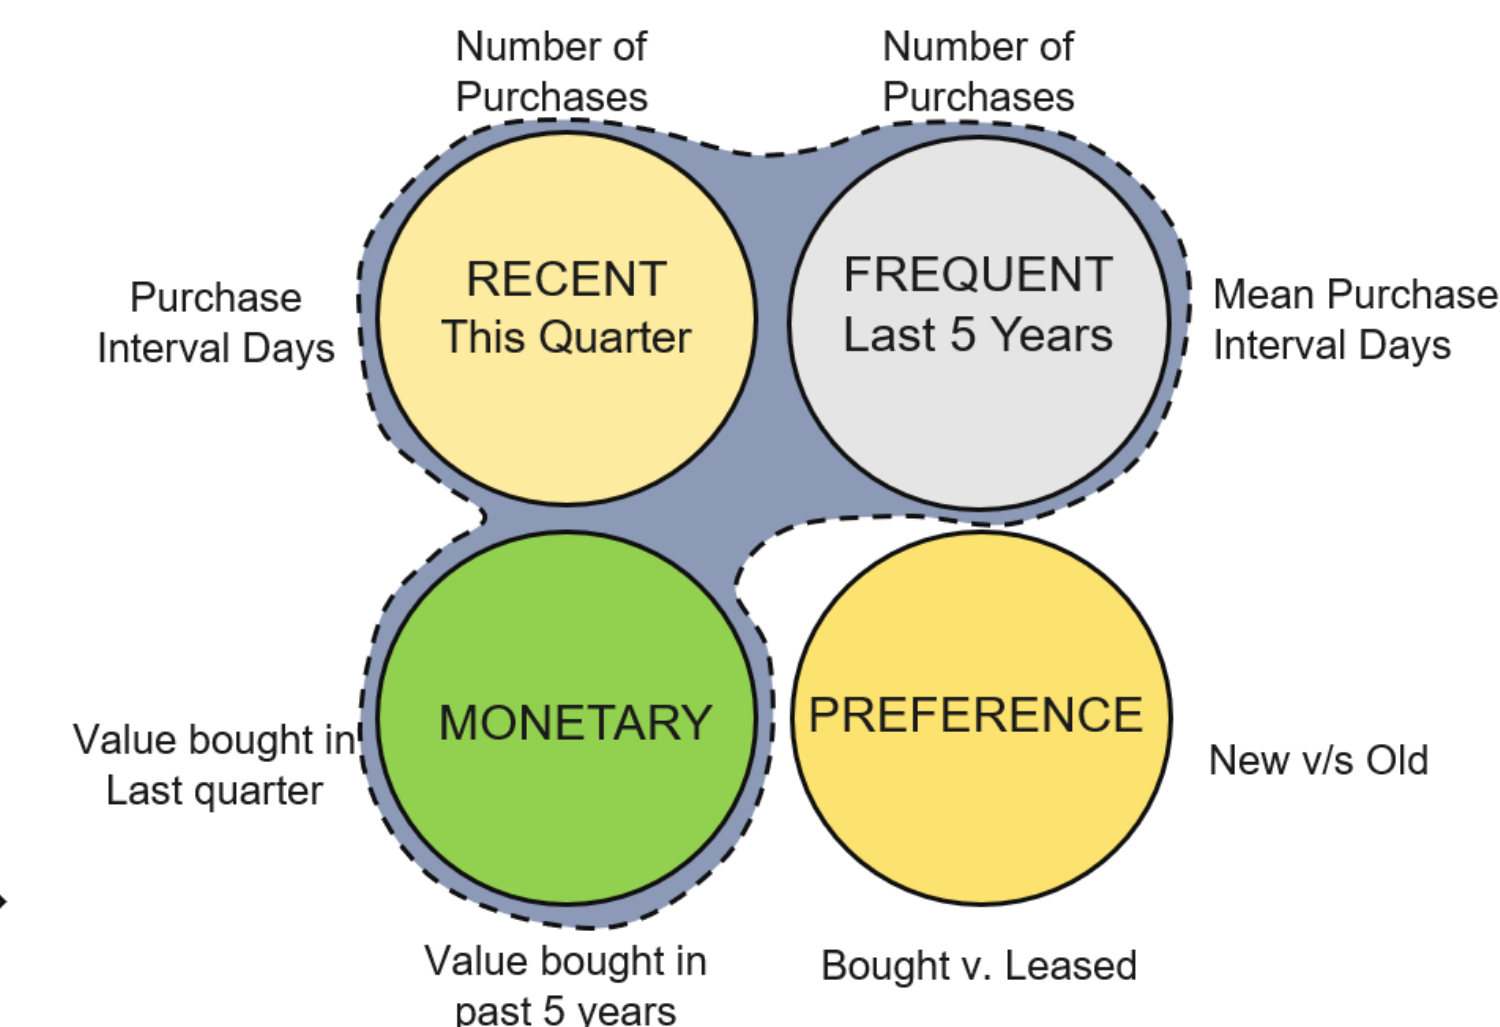 Number of
Purchases
Number of
Purchases
RECENT
This Quarter
FREQUENT
Last 5 Years
Purchase
Interval Days
Mean Purchase
Interval Days
MONETARY
PREFERENCE
Value bought in
Last quarter
New v/s Old
Value bought in
past 5 years
Bought v. Leased